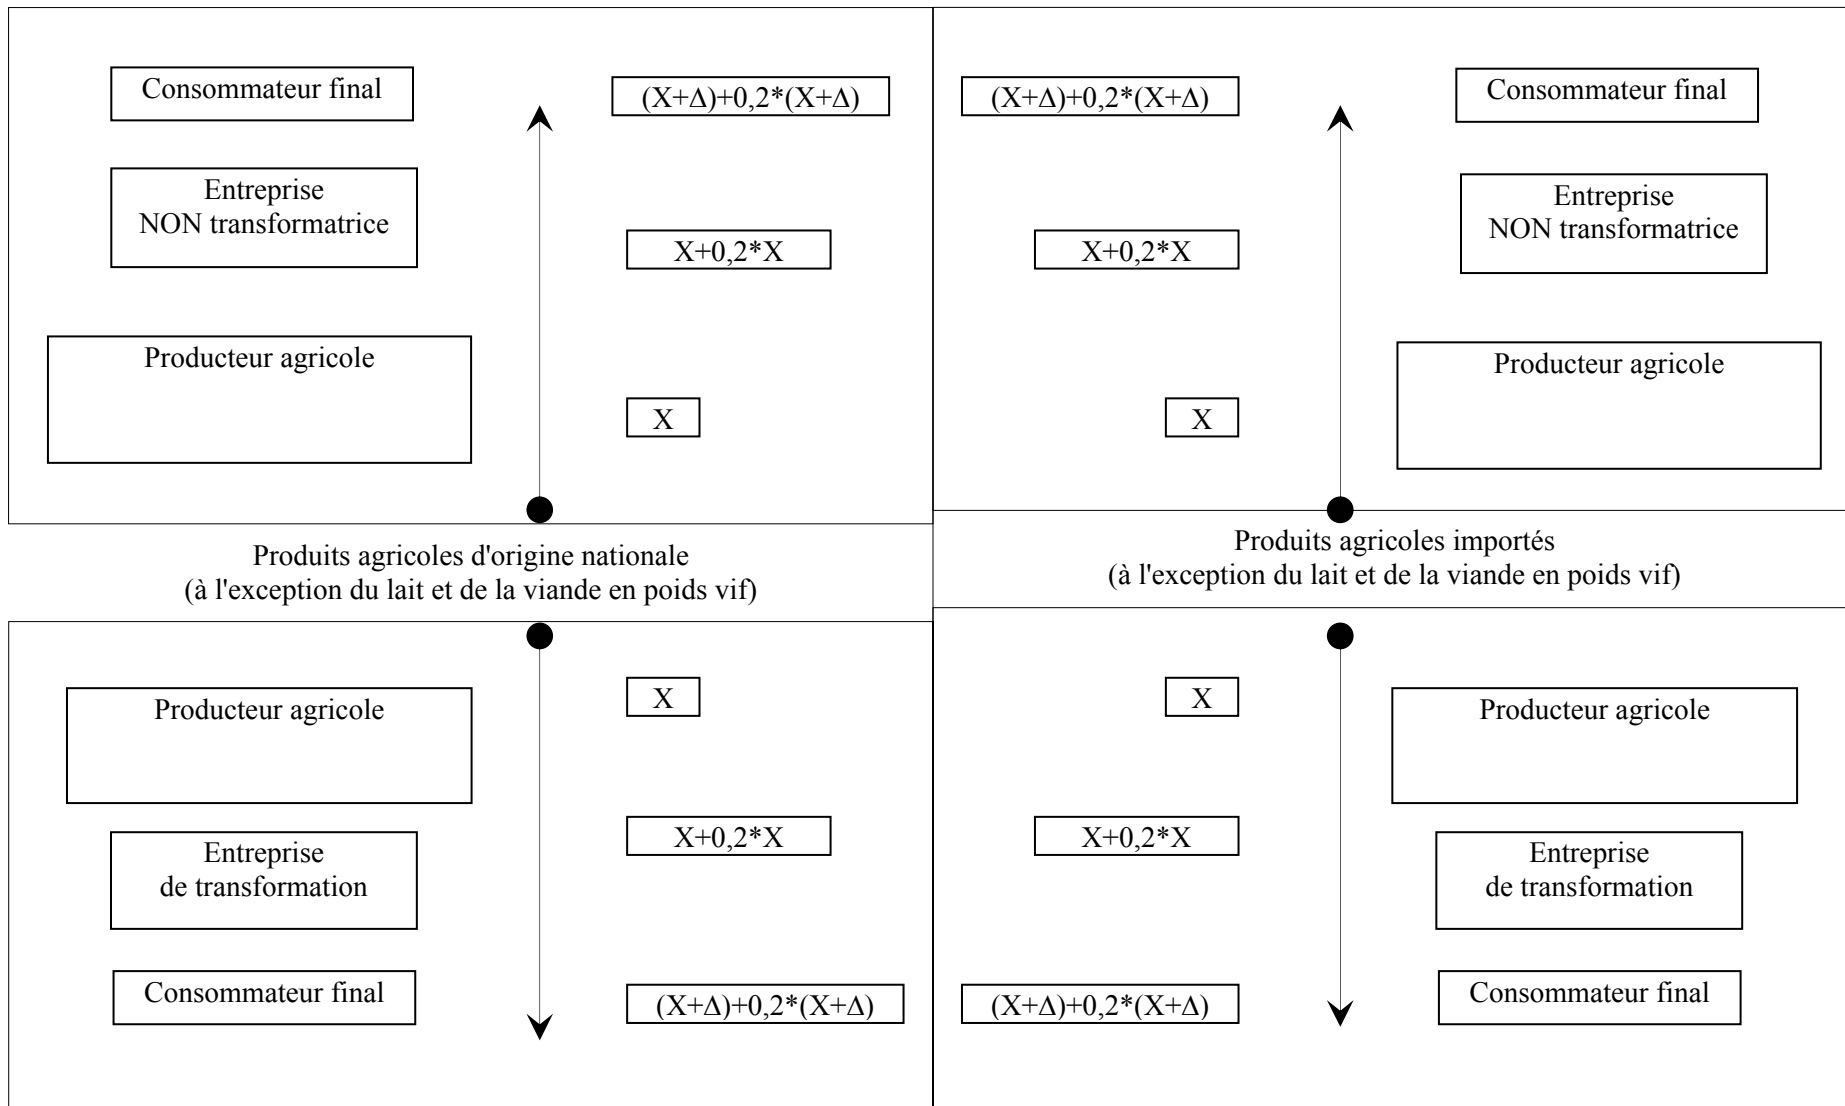 Consommateur final
(X+Δ)+0,2*(X+Δ)
Entreprise
NON transformatrice
X+0,2*X
Producteur agricole
X
(X+Δ)+0,2*(X+Δ)
Consommateur final
Entreprise
NON transformatrice
X+0,2*X
Producteur agricole
X
Produits agricoles d'origine nationale
(à l'exception du lait et de la viande en poids vif)
Produits agricoles importés
(à l'exception du lait et de la viande en poids vif)
X
Producteur agricole
X+0,2*X
Entreprise
de transformation
Consommateur final
(X+Δ)+0,2*(X+Δ)
X
Producteur agricole
X+0,2*X
Entreprise
de transformation
(X+Δ)+0,2*(X+Δ)
Consommateur final